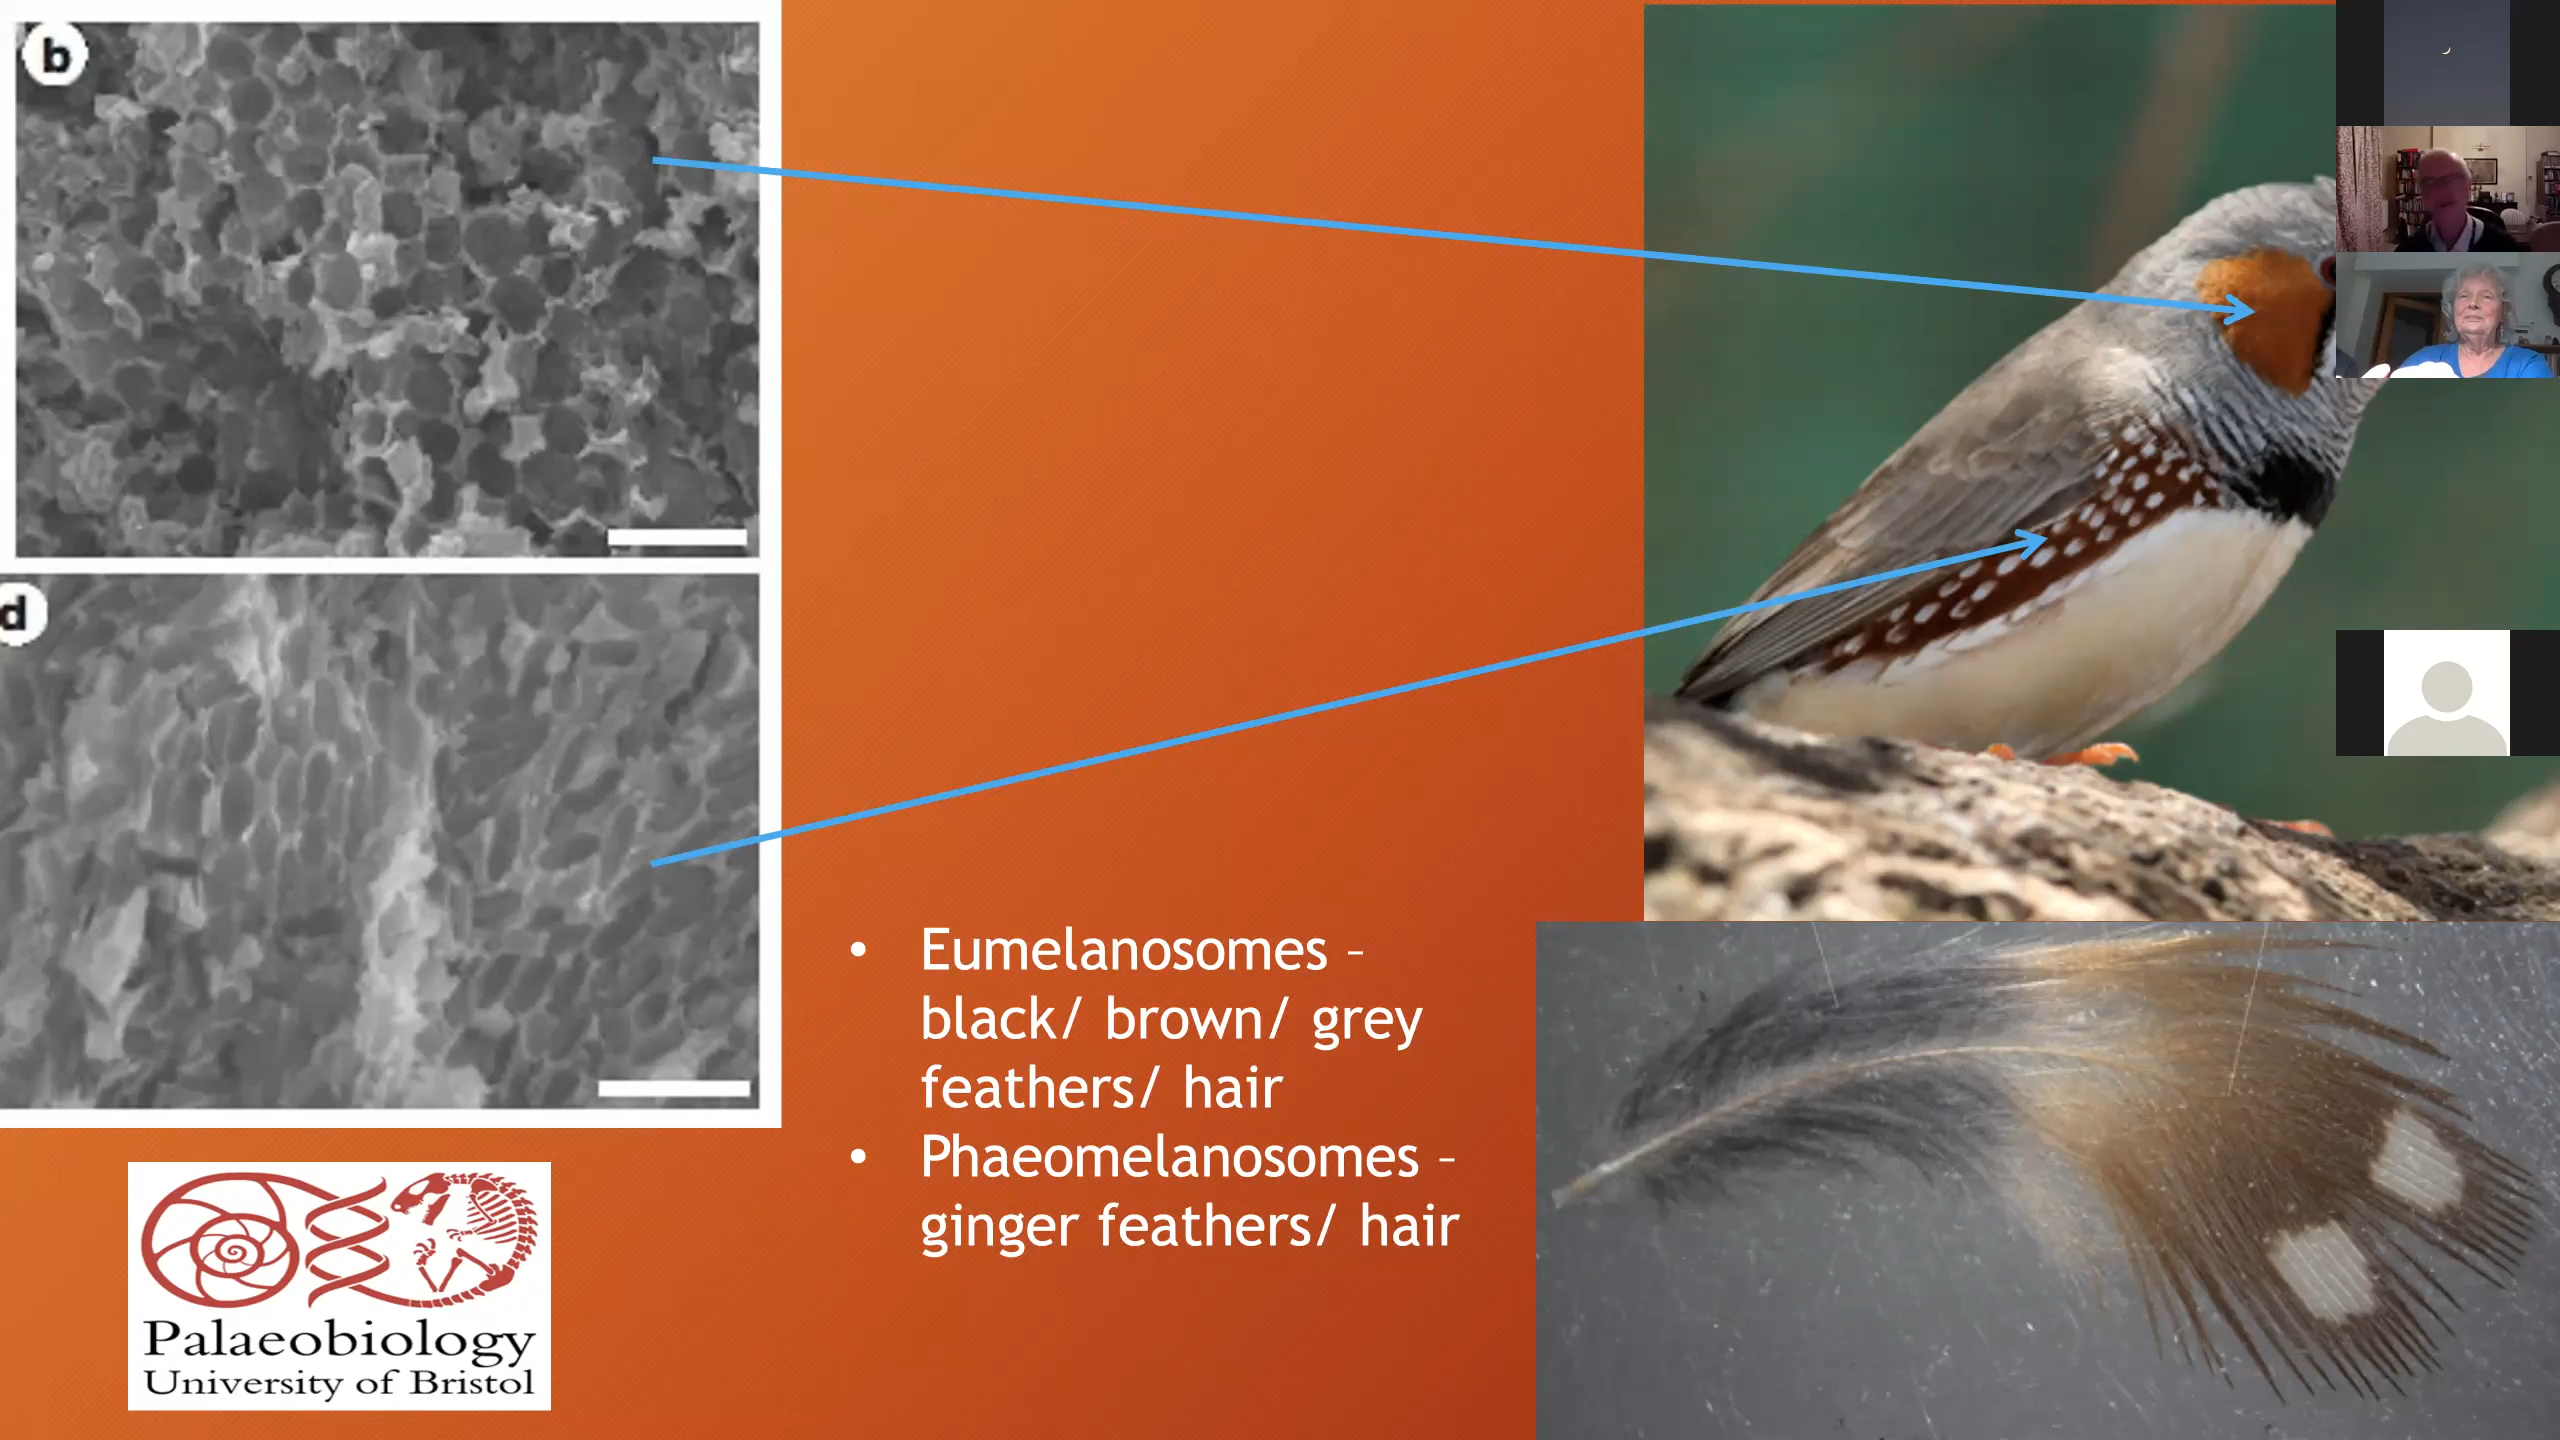 b
d
• Eumelanosomes –
black/ brown/ grey
feathers/ hair
• Phaeomelanosomes –
ginger feathers/ hair
Palaeobiology
University of Bristol